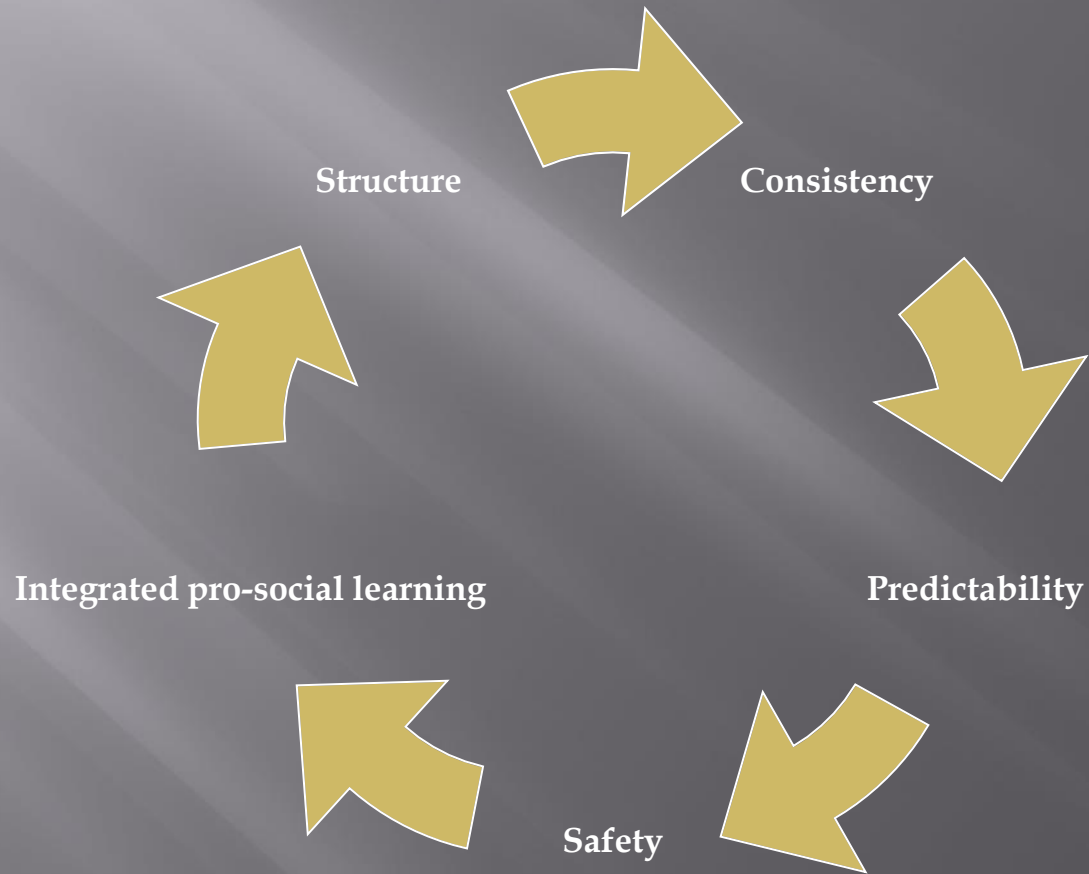 Structure
Consistency
Predictability
Safety
Integrated pro-social learning